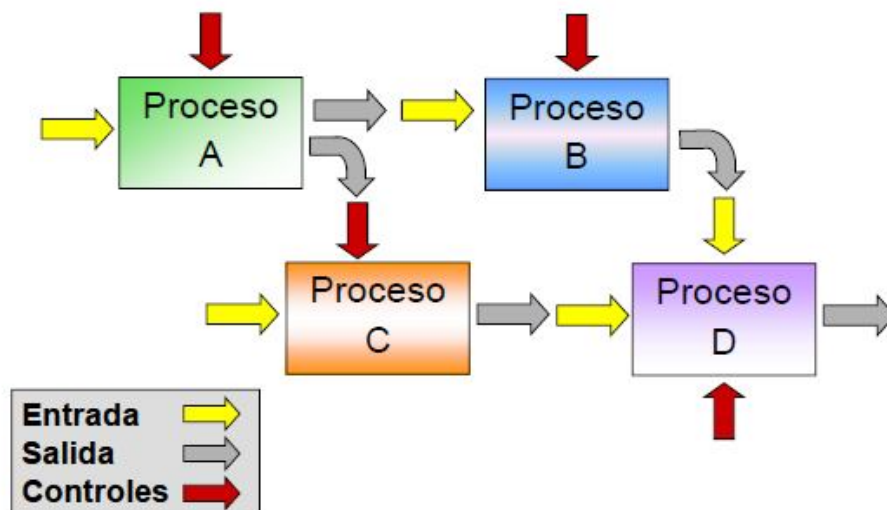 Proceso
A
Proceso
B
Proceso
C
Proceso
D
Entrada
Salida
Controles